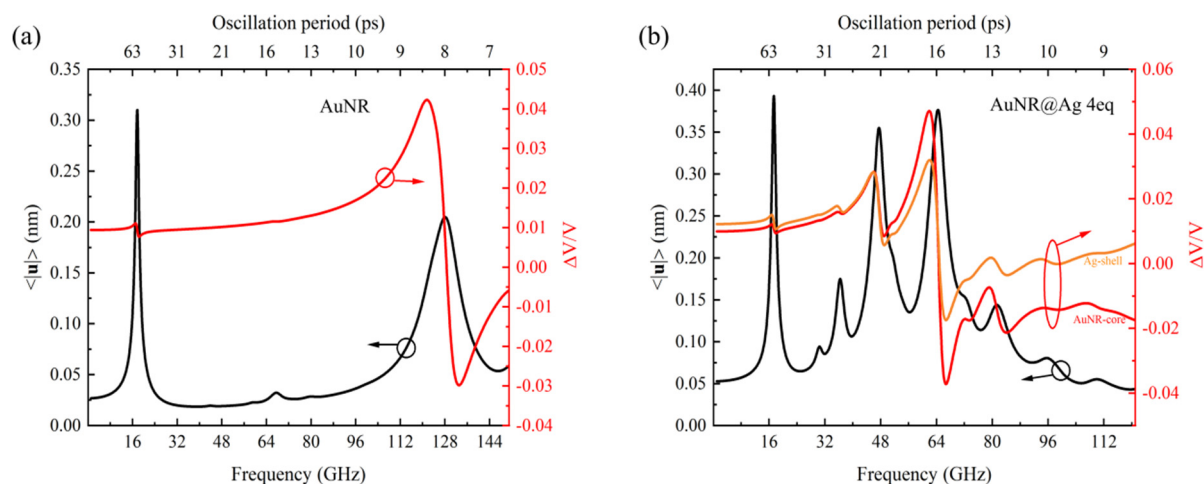 (a)
Oscillation period (ps)
63 31 21 16 13 10 9 8 7
AuNR
<|u|> (nm)
0.35
0.30
0.25
0.20
0.15
0.10
0.05
0.00
0.05
0.04
0.03
0.02
0.01
0.00
-0.01
-0.02
-0.03
-0.04
ΔV/V
16 32 48 64 80 96 112 128 144
Frequency (GHz)
(b)
Oscillation period (ps)
63 31 21 16 13 10 9
AuNR@Ag 4eq
<|u|> (nm)
0.40
0.35
0.30
0.25
0.20
0.15
0.10
0.05
0.00
0.06
0.04
0.02
0.00
-0.02
-0.04
ΔV/V
Ag-shell
AuNR-core
16 32 48 64 80 96 112
Frequency (GHz)